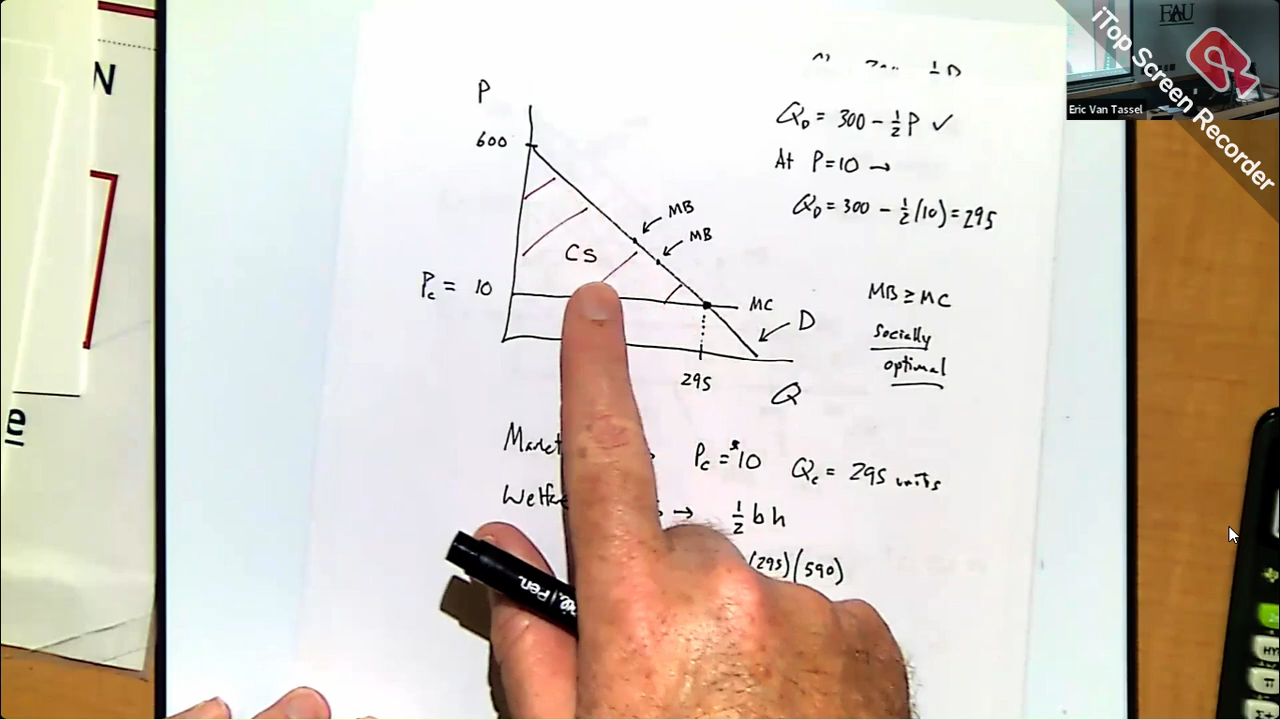 N
e
P
600
MB
MB
CS
P_c = 10
MC
D
295
Q
Q_D = 300 - ½P ✓
At P=10 →
Q_D = 300 - ½(10) = 295
MB ≥ MC
Socially
optimal
P_c = $10 Q_c = 295 units
→ ½ b h
(295)(590)
Pen.
FAU
Eric Van Tassel
iTop Screen Recorder
π